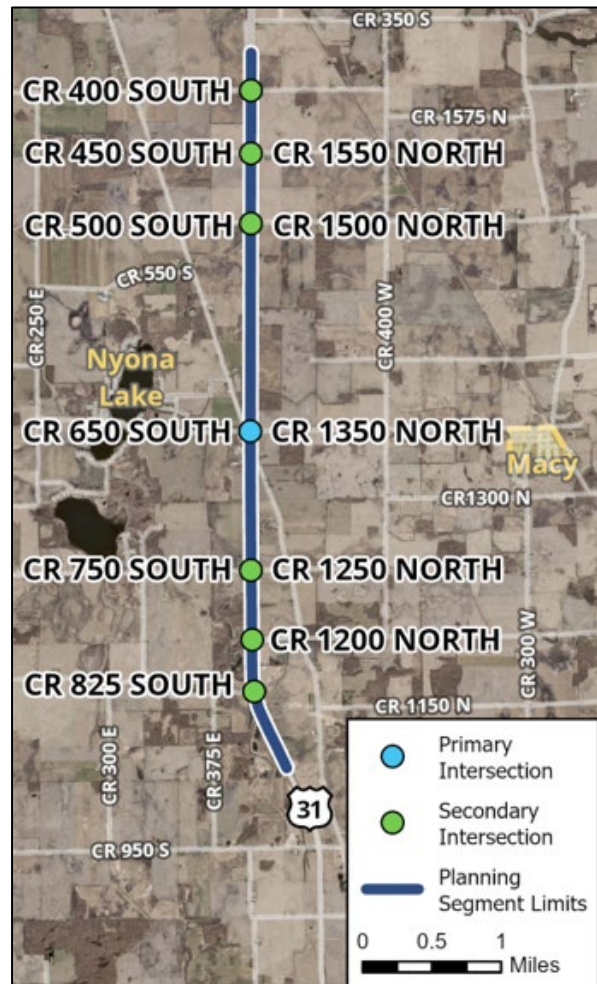 CR 350 S
CR 400 SOUTH
CR 1575 N
CR 450 SOUTH CR 1550 NORTH
CR 500 SOUTH CR 1500 NORTH
CR 550 S
CR 250 E
CR 400 W
Nyona
Lake
CR 650 SOUTH CR 1350 NORTH
Macy
CR1300 N
CR 750 SOUTH CR 1250 NORTH
CR 1200 NORTH
CR 300 W
CR 825 SOUTH
CR 1150 N
CR 300 E
CR 375 E
31
CR 950 S
Primary
Intersection
Secondary
Intersection
Planning
Segment Limits
0 0.5 1
Miles